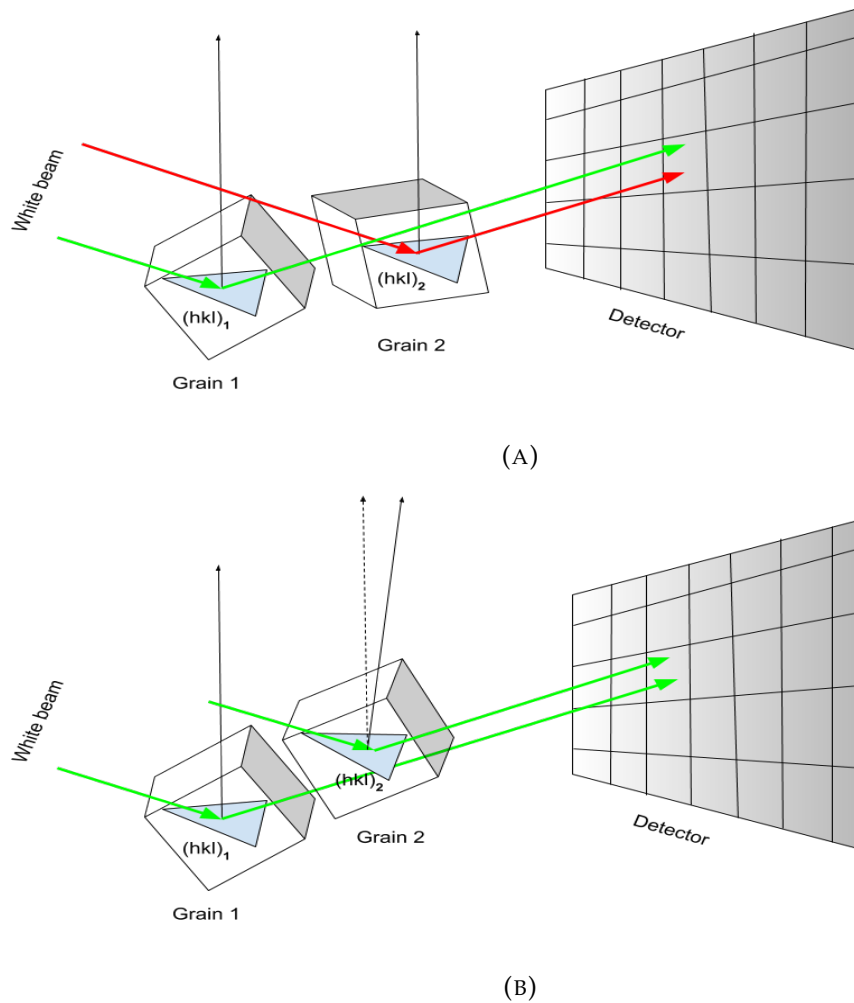 White beam
(hkl)1
Grain 1
(hkl)2
Grain 2
Detector
(A)
White beam
(hkl)1
Grain 1
(hkl)2
Grain 2
Detector
(B)